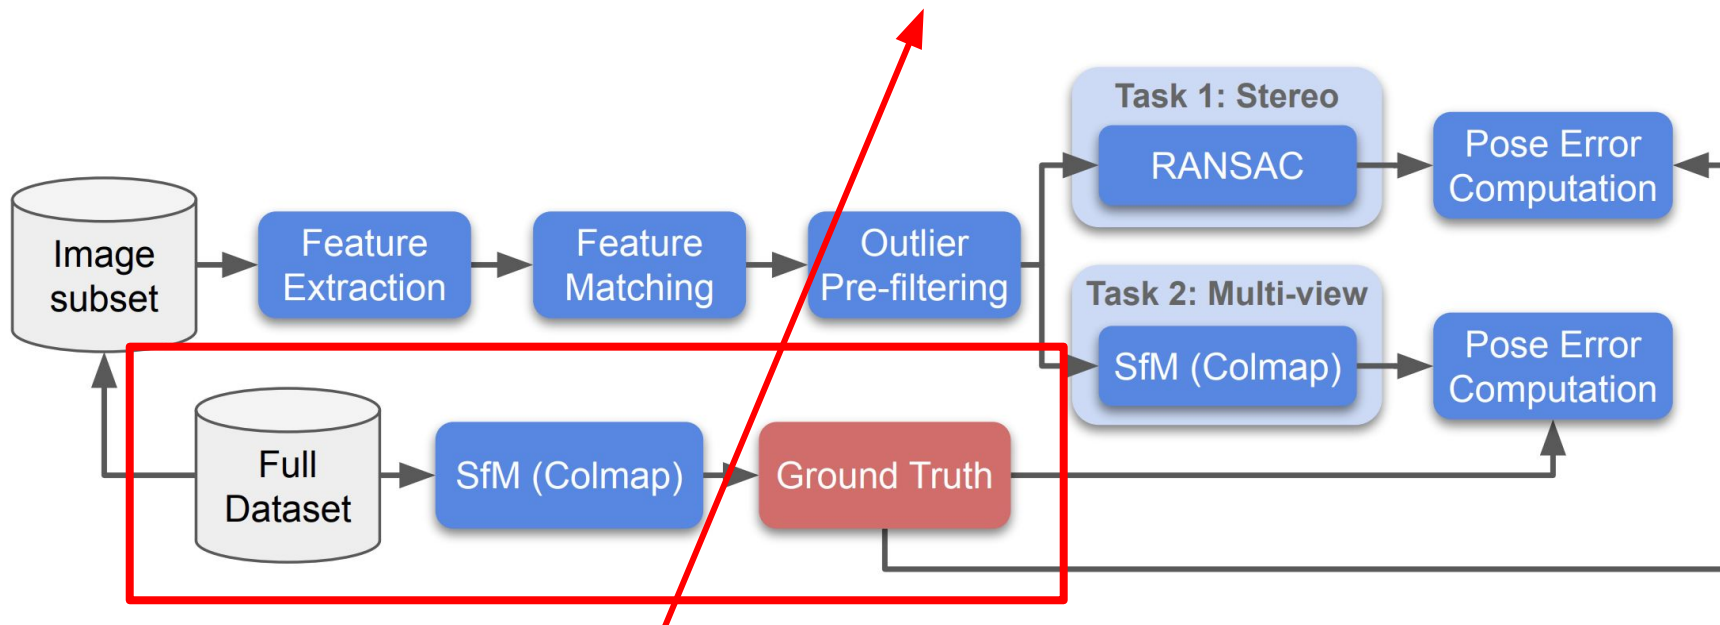 Image
subset
Feature
Extraction
Feature
Matching
Outlier
Pre-filtering
Task 1: Stereo
RANSAC
Pose Error
Computation
Task 2: Multi-view
SfM (Colmap)
Pose Error
Computation
Full
Dataset
SfM (Colmap)
Ground Truth